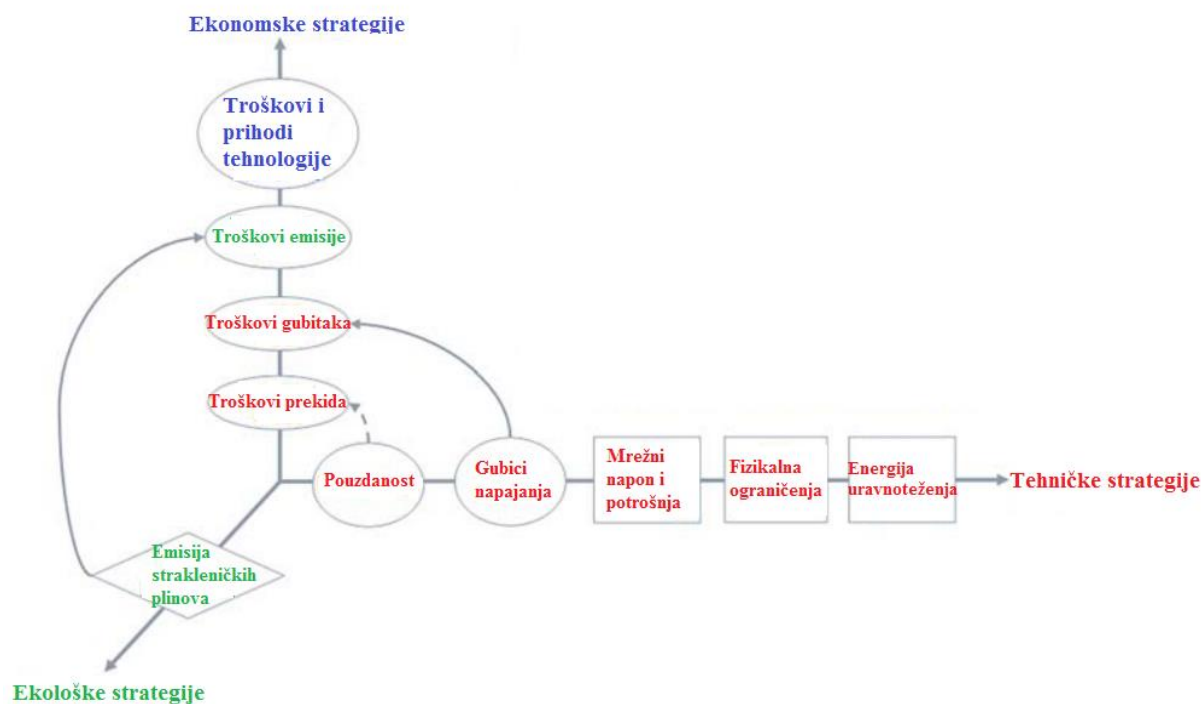 Ekonomske strategije
Troškovi i
prihodi
tehnologije
Troškovi emisije
Troškovi gubitaka
Troškovi prekida
Pouzdanost
Gubici
napajanja
Mrežni
napon i
potrošnja
Fizikalna
ograničenja
Energija
uravnoteženja
Tehničke strategije
Emisija
strakleničkih
plinova
Ekološke strategije